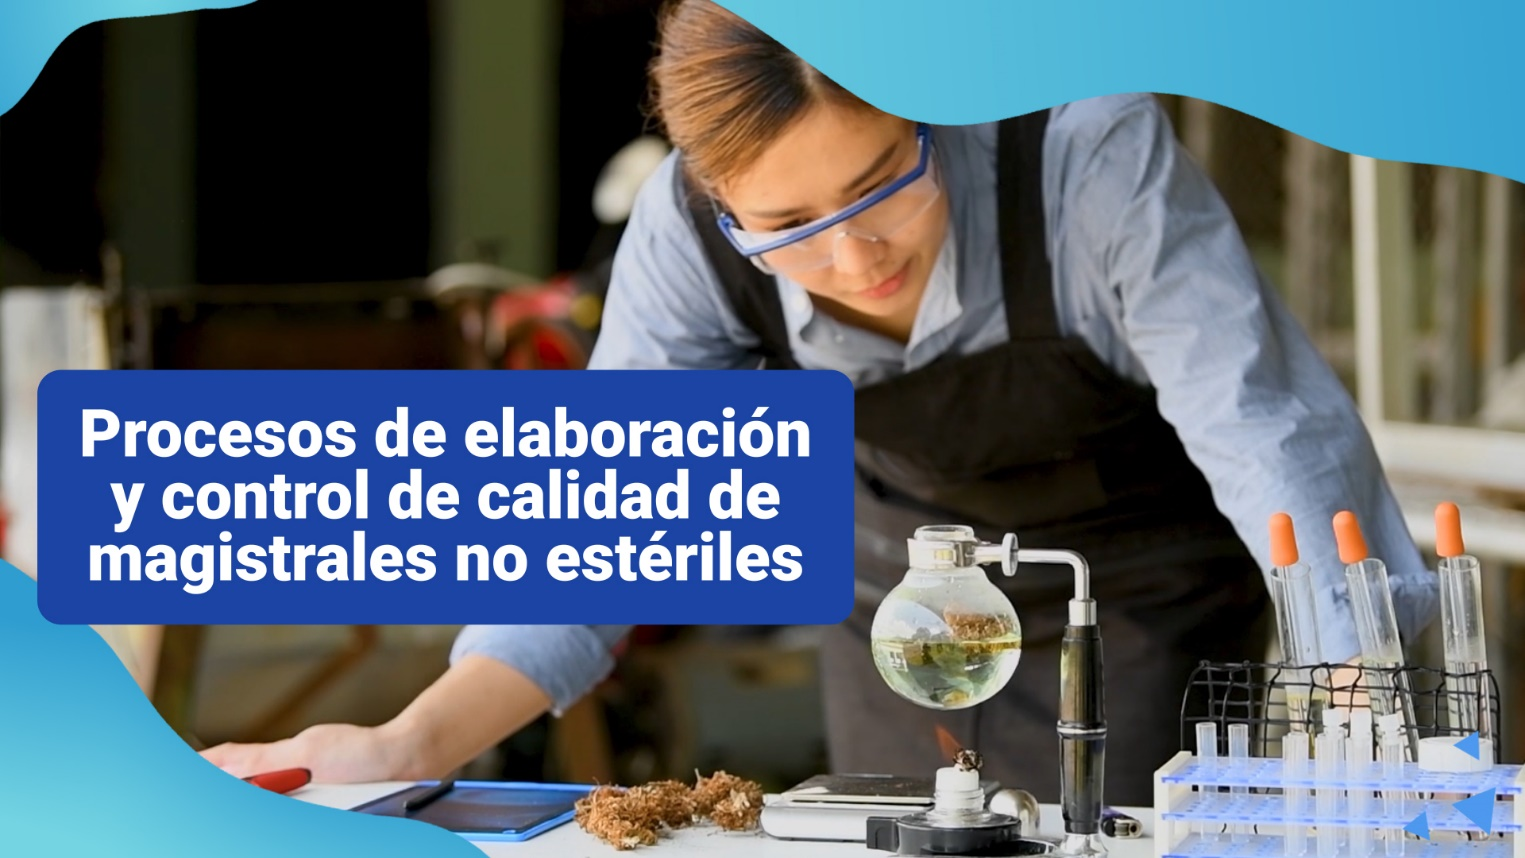 Procesos de elaboración
y control de calidad de
magistrales no estériles